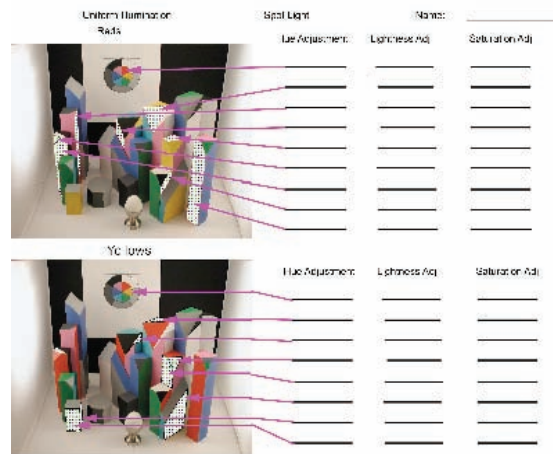 Uniform Illumination Spot Light Name:
Reds
Hue Adjustment Lightness Adj Saturation Adj
Yellows
Hue Adjustment Lightness Adj Saturation Adj